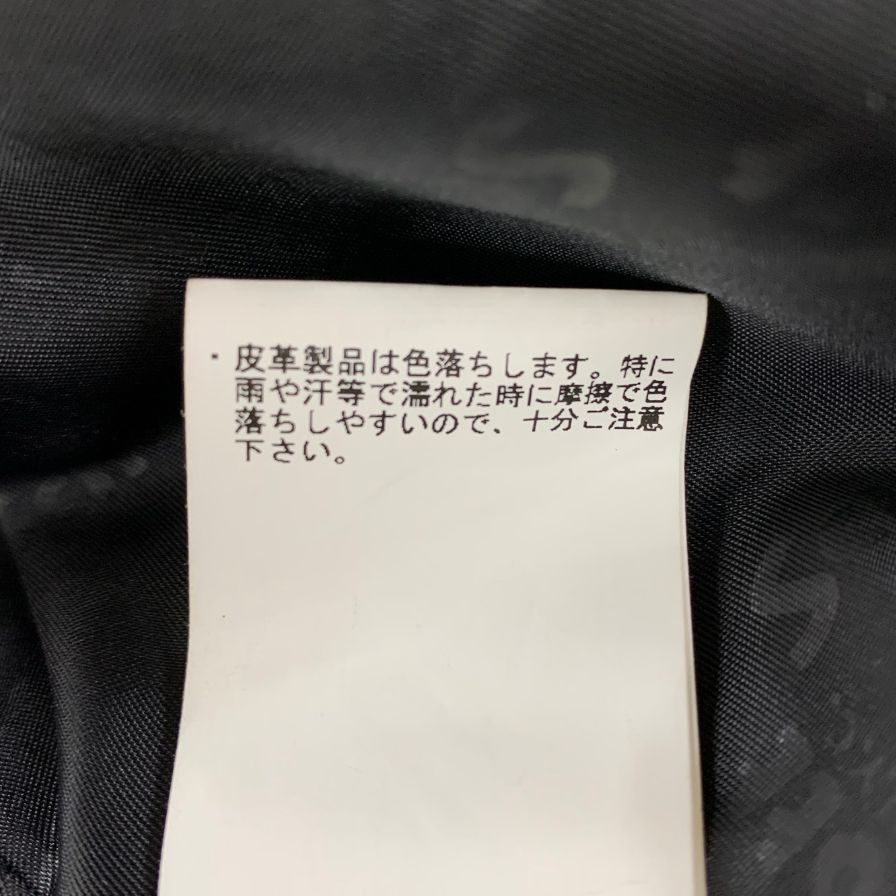 ・皮革製品は色落ちします。特に
雨や汗等で濡れた時に摩擦で色
落ちしやすいので、十分ご注意
下さい。